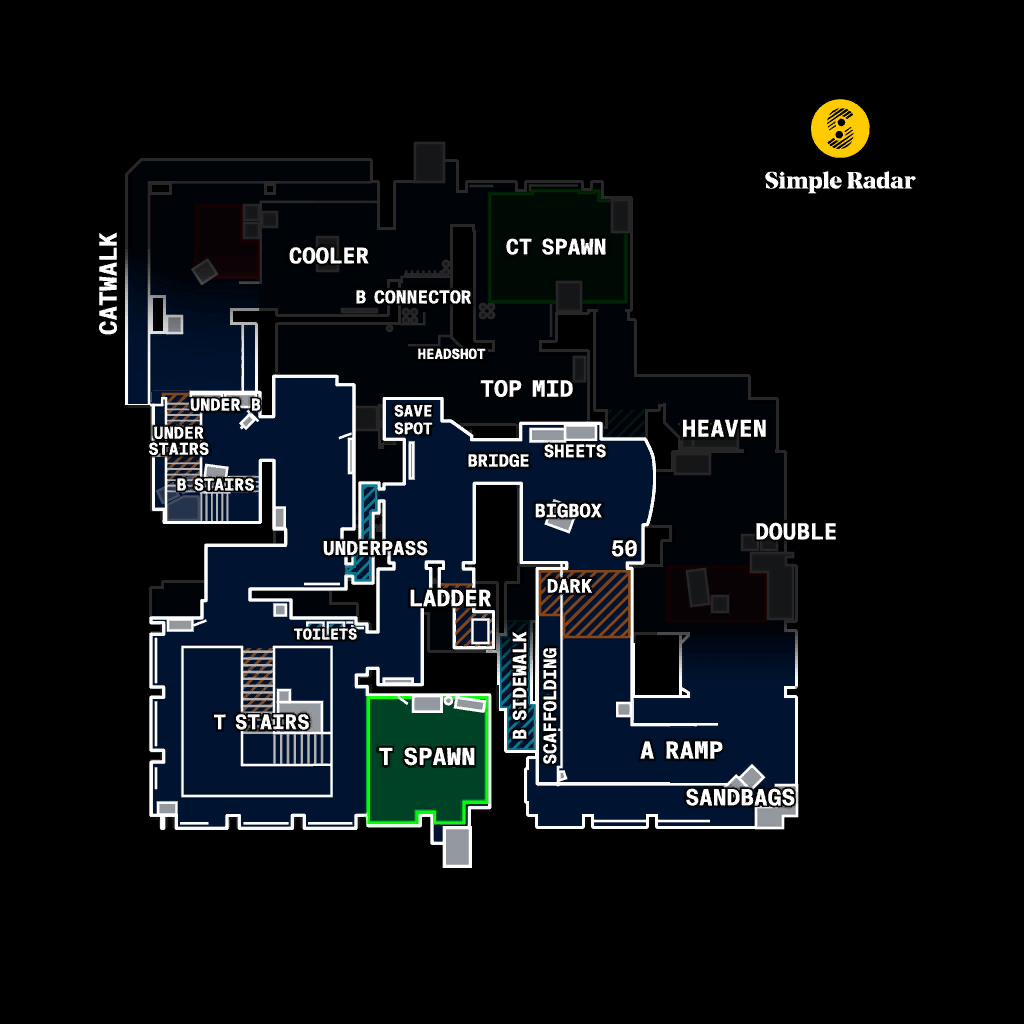 Simple Radar
CATWALK
COOLER
CT SPAWN
B CONNECTOR
HEADSHOT
TOP MID
UNDER B
SAVE
SPOT
HEAVEN
UNDER
STAIRS
BRIDGE
SHEETS
B STAIRS
BIGBOX
DOUBLE
UNDERPASS
50
DARK
LADDER
TOILETS
B SIDEWALK
SCAFFOLDING
T STAIRS
T SPAWN
A RAMP
SANDBAGS